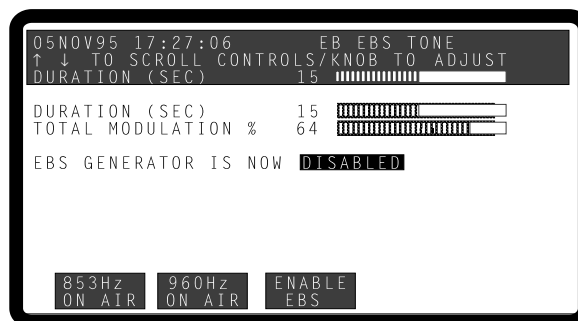 05NOV95 17:27:06 EB EBS TONE
↑ ↓ TO SCROLL CONTROLS/KNOB TO ADJUST
DURATION (SEC) 15
DURATION (SEC) 15
TOTAL MODULATION % 64
EBS GENERATOR IS NOW DISABLED
853Hz ON AIR
960Hz ON AIR
ENABLE EBS